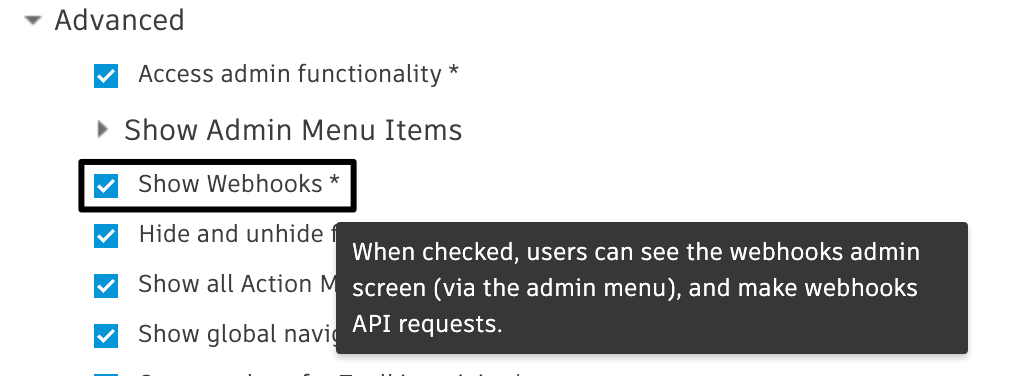 Advanced
Access admin functionality *
Show Admin Menu Items
Show Webhooks *
Hide and unhide
When checked, users can see the webhooks admin
screen (via the admin menu), and make webhooks
API requests.
Show all Action
Show global